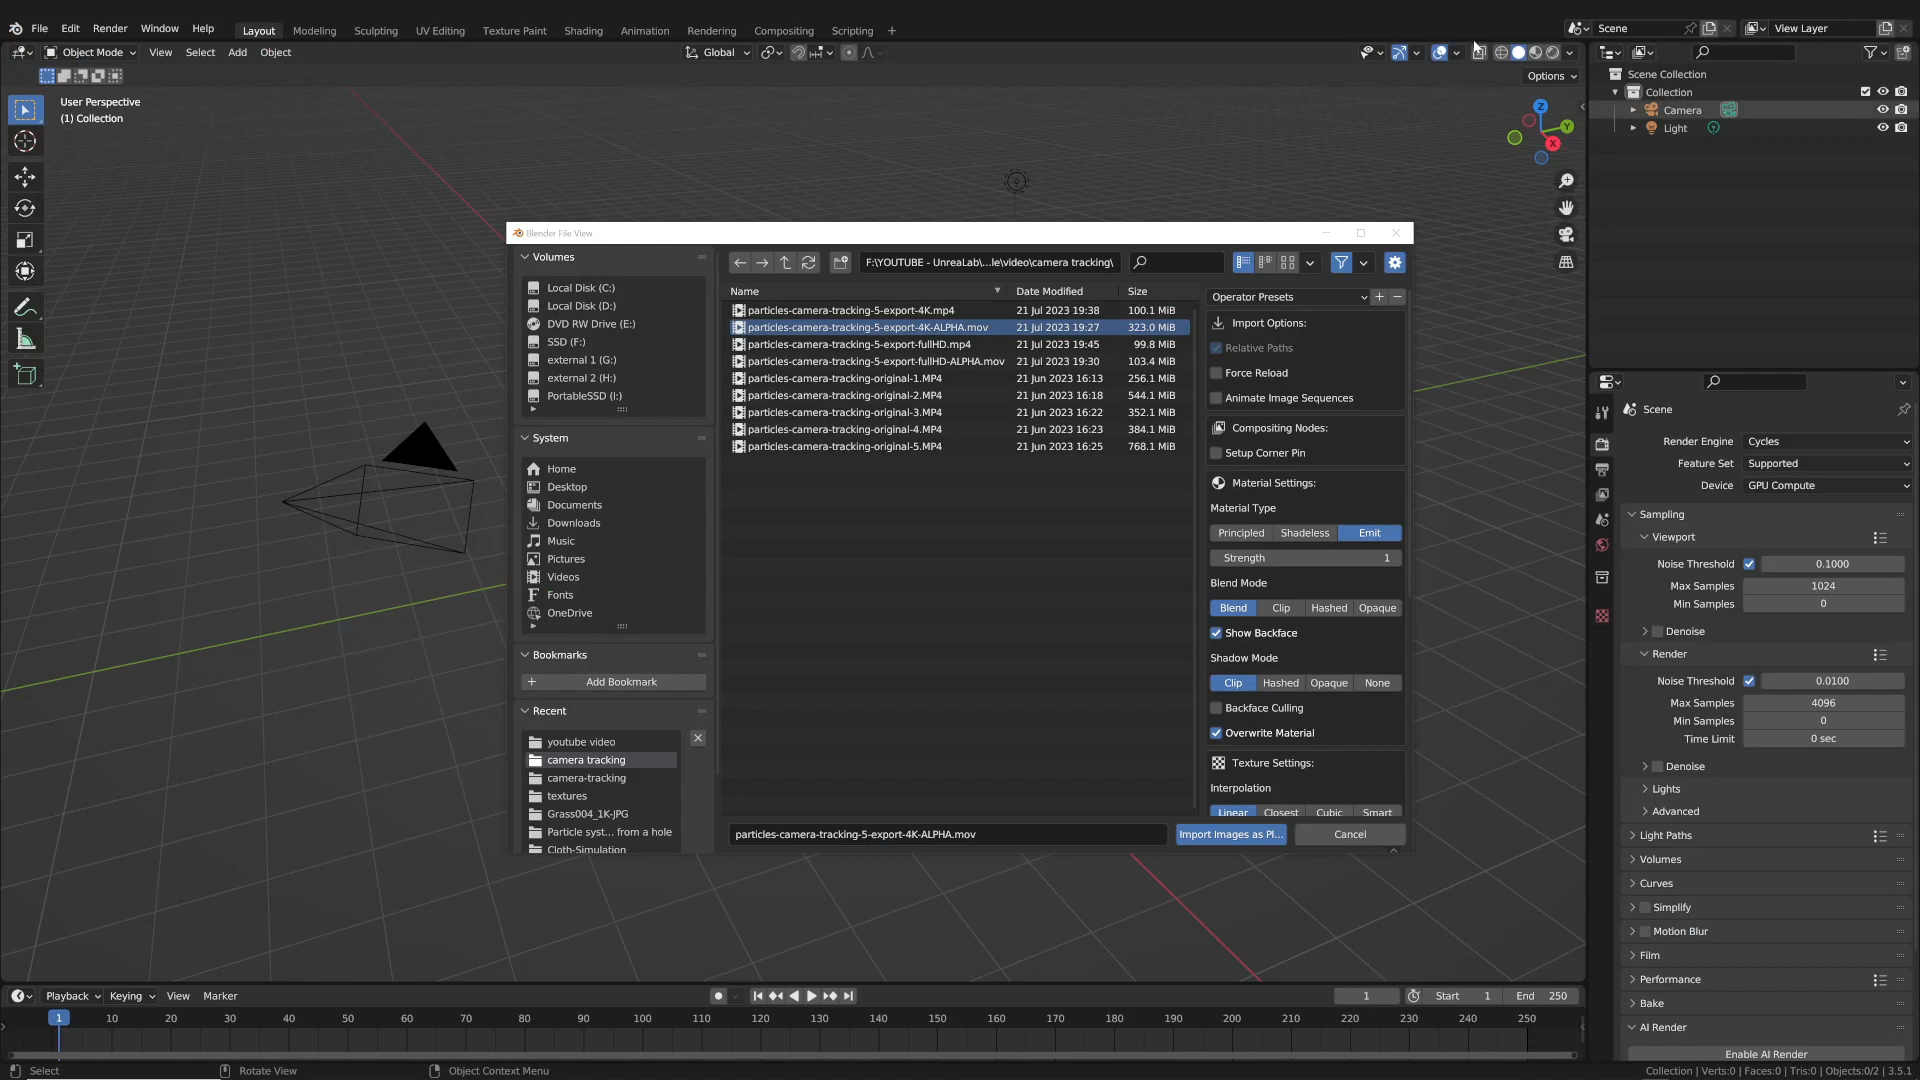 File Edit Render Window Help Layout Modeling Sculpting UV Editing Texture Paint Shading Animation Rendering Compositing Scripting + Scene View Layer
Object Mode View Select Add Object Global
Options
User Perspective
(1) Collection
Z
Y
X
Scene Collection
Collection
Camera
Light
Blender File View
Volumes
Local Disk (C:)
Local Disk (D:)
DVD RW Drive (E:)
SSD (F:)
external 1 (G:)
external 2 (H:)
PortableSSD (I:)
System
Home
Desktop
Documents
Downloads
Music
Pictures
Videos
Fonts
OneDrive
Bookmarks
Add Bookmark
Recent
youtube video
camera tracking
camera-tracking
textures
Grass004_1K-JPG
Particle syst... from a hole
Cloth-Simulation
F:\YOUTUBE - UnreaLab\...le\video\camera tracking\
Name Date Modified Size
particles-camera-tracking-5-export-4K.mp4 21 Jul 2023 19:38 100.1 MiB
particles-camera-tracking-5-export-4K-ALPHA.mov 21 Jul 2023 19:27 323.0 MiB
particles-camera-tracking-5-export-fullHD.mp4 21 Jul 2023 19:45 99.8 MiB
particles-camera-tracking-5-export-fullHD-ALPHA.mov 21 Jul 2023 19:30 103.4 MiB
particles-camera-tracking-original-1.MP4 21 Jun 2023 16:13 256.1 MiB
particles-camera-tracking-original-2.MP4 21 Jun 2023 16:18 544.1 MiB
particles-camera-tracking-original-3.MP4 21 Jun 2023 16:22 352.1 MiB
particles-camera-tracking-original-4.MP4 21 Jun 2023 16:23 384.1 MiB
particles-camera-tracking-original-5.MP4 21 Jun 2023 16:25 768.1 MiB
particles-camera-tracking-5-export-4K-ALPHA.mov
Import Images as Pl... Cancel
Operator Presets
Import Options:
Relative Paths
Force Reload
Animate Image Sequences
Compositing Nodes:
Setup Corner Pin
Material Settings:
Material Type
Principled Shadeless Emit
Strength 1
Blend Mode
Blend Clip Hashed Opaque
Show Backface
Shadow Mode
Clip Hashed Opaque None
Backface Culling
Overwrite Material
Texture Settings:
Interpolation
Linear Closest Cubic Smart
Scene
Render Engine Cycles
Feature Set Supported
Device GPU Compute
Sampling
Viewport
Noise Threshold 0.1000
Max Samples 1024
Min Samples 0
Denoise
Render
Noise Threshold 0.0100
Max Samples 4096
Min Samples 0
Time Limit 0 sec
Denoise
Lights
Advanced
Light Paths
Volumes
Curves
Simplify
Motion Blur
Film
Performance
Bake
AI Render
Enable AI Render
Playback Keying View Marker 1 Start 1 End 250
1 10 20 30 40 50 60 70 80 90 100 110 120 130 140 150 160 170 180 190 200 210 220 230 240 250
Select Rotate View Object Context Menu Collection | Verts:0 | Faces:0 | Tris:0 | Objects:0/2 | 3.5.1